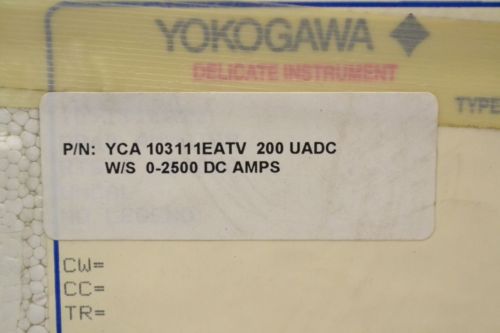 YOKOGAWA
DELICATE INSTRUMENT
TYPE
P/N: YCA 103111EATV 200 UADC
W/S 0-2500 DC AMPS
CW=
CC=
TR=